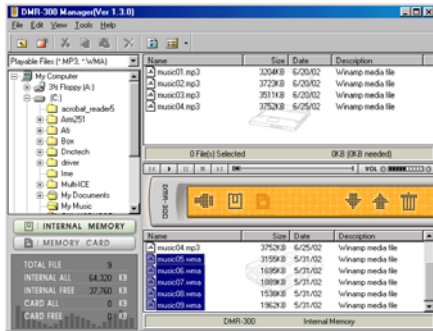 DMR-300 Manager(Ver 1.3.0)
File Edit View Tools Help
Playable Files (*.MP3, *.WMA)
My Computer
3½ Floppy (A:)
(C:)
acrobat_reader5
Arm251
Ati
Box
Dnctech
driver
Ime
Multi-ICE
My Documents
My Music
INTERNAL MEMORY
MEMORY CARD
TOTAL FILE 9
INTERNAL ALL 64,320 KB
INTERNAL FREE 37,760 KB
CARD ALL 0 KB
CARD FREE 0 KB
Name Size Date Description
music01.mp3 3204KB 6/20/02 Winamp media file
music02.mp3 3723KB 6/20/02 Winamp media file
music03.mp3 3511KB 6/20/02 Winamp media file
music04.mp3 3752KB 6/25/02 Winamp media file
0 File(s) Selected 0KB (0KB needed)
VOL
DMR-300
Name Size Date Description
music04.mp3 3752KB 6/25/02 Winamp media file
music05.wma 3155KB 5/31/02 Winamp media file
music06.wma 1695KB 5/31/02 Winamp media file
music07.wma 1889KB 5/31/02 Winamp media file
music08.wma 1538KB 5/31/02 Winamp media file
music09.wma 1962KB 5/31/02 Winamp media file
DMR-300 Internal Memory